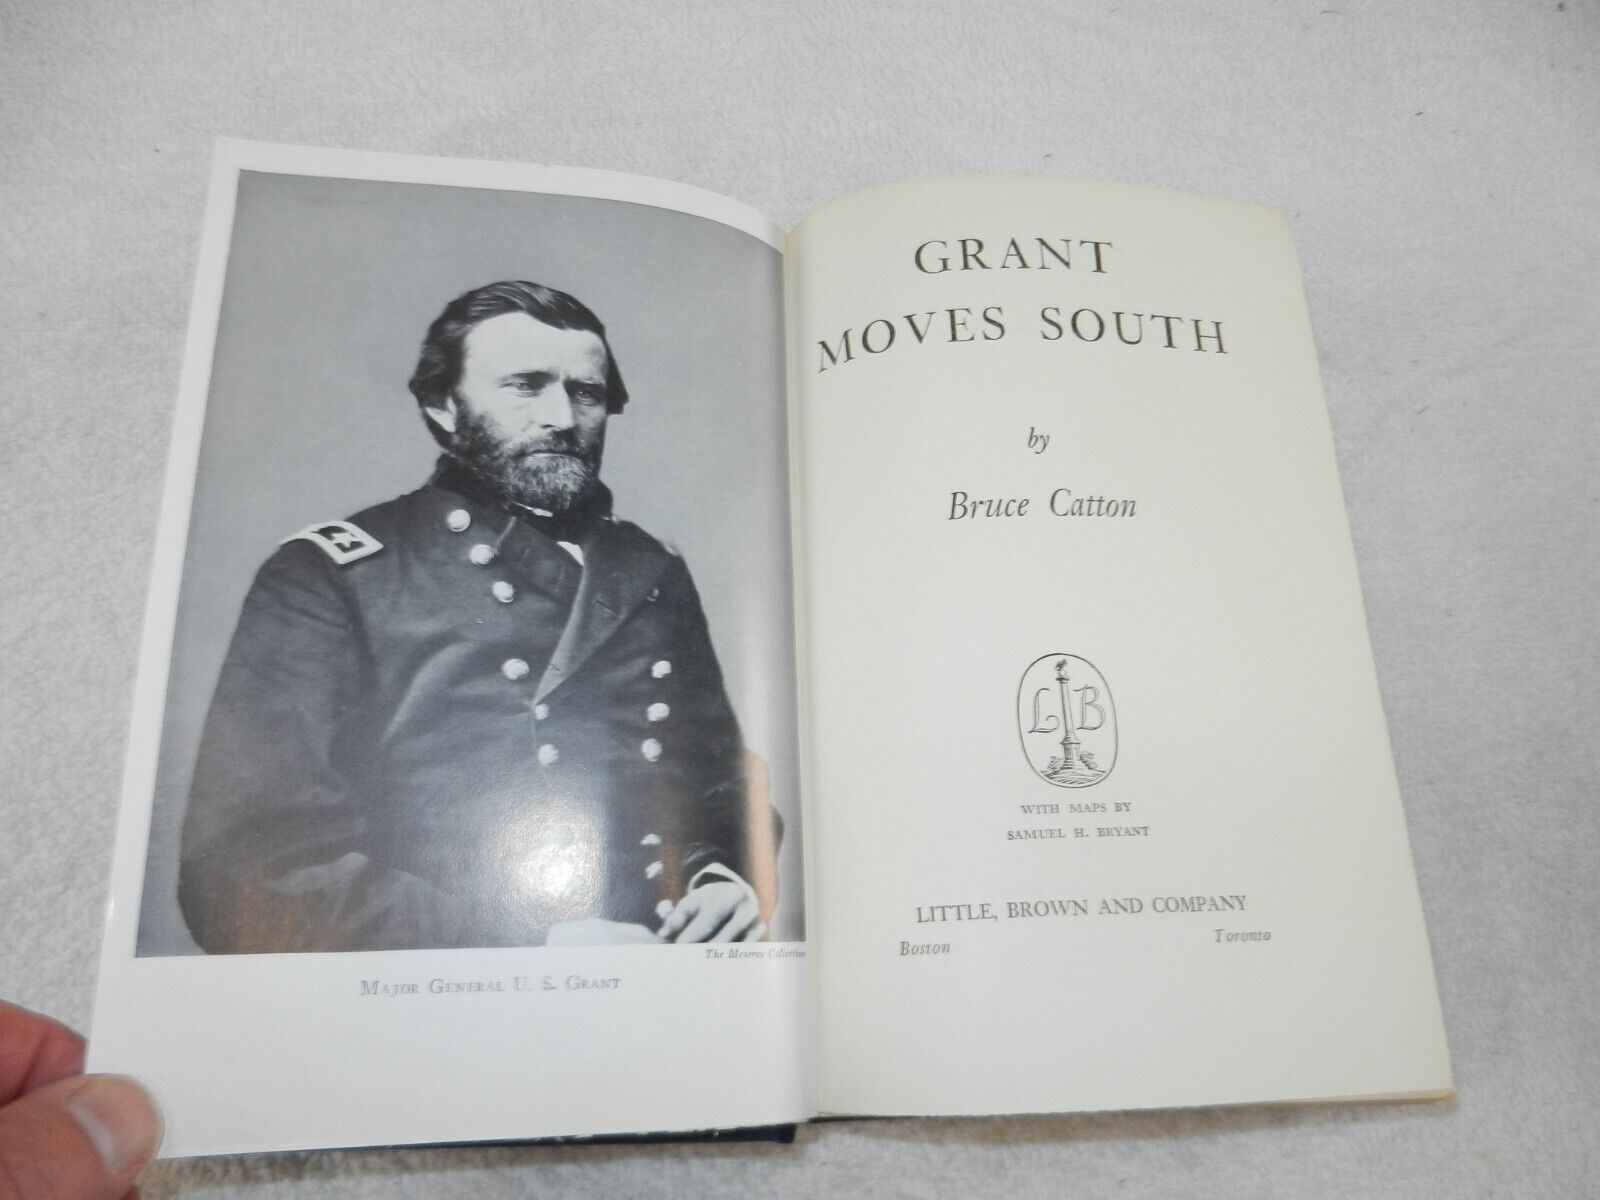 The Meserve Collection
MAJOR GENERAL U. S. GRANT
GRANT
MOVES SOUTH
by
Bruce Catton
L B
WITH MAPS BY
SAMUEL H. BRYANT
LITTLE, BROWN AND COMPANY
Boston Toronto